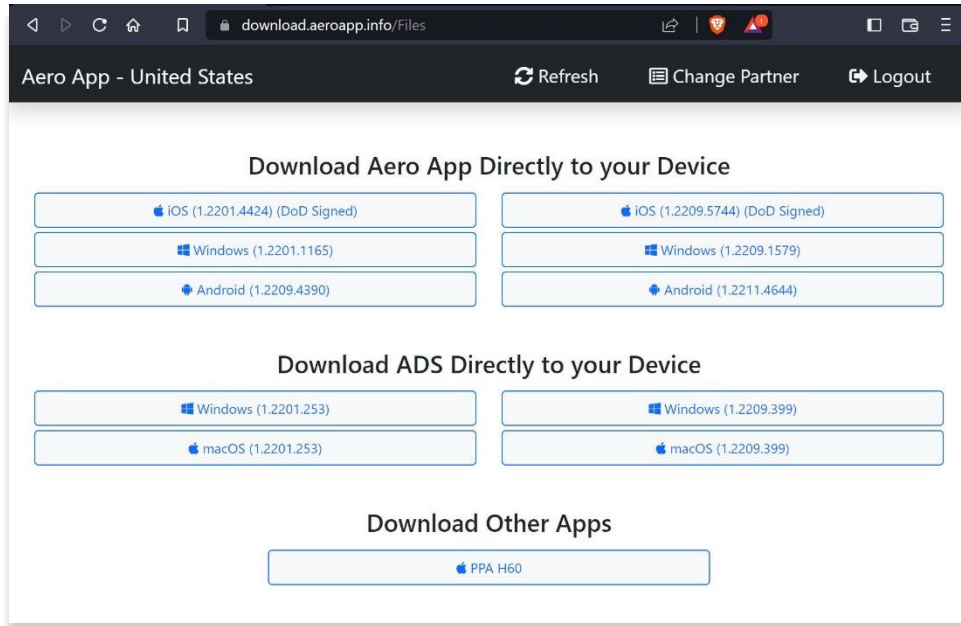 download.aeroapp.info/Files
1
Aero App - United States
Refresh
Change Partner
Logout
Download Aero App Directly to your Device
iOS (1.2201.4424) (DoD Signed)
iOS (1.2209.5744) (DoD Signed)
Windows (1.2201.1165)
Windows (1.2209.1579)
Android (1.2209.4390)
Android (1.2211.4644)
Download ADS Directly to your Device
Windows (1.2201.253)
Windows (1.2209.399)
macOS (1.2201.253)
macOS (1.2209.399)
Download Other Apps
PPA H60